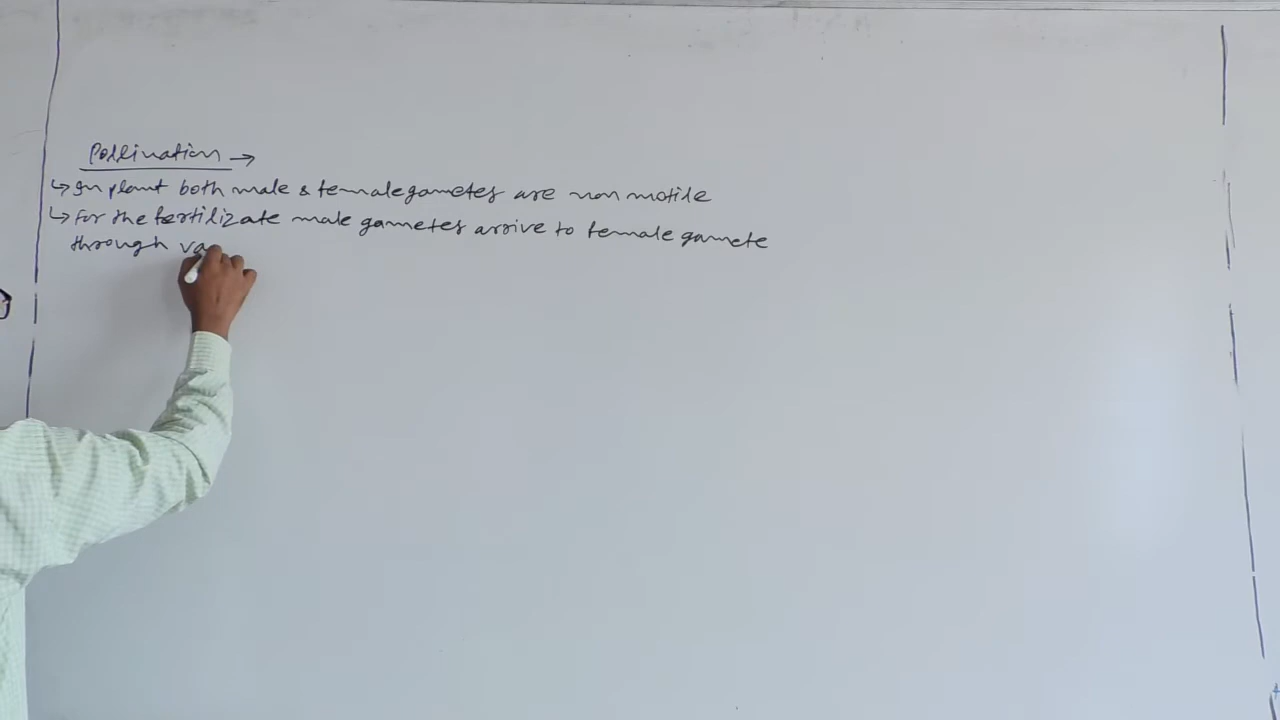 Pollination →
↳ In plant both male & female gametes are non motile
↳ For the fertilizate male gametes arrive to female gamete
through va